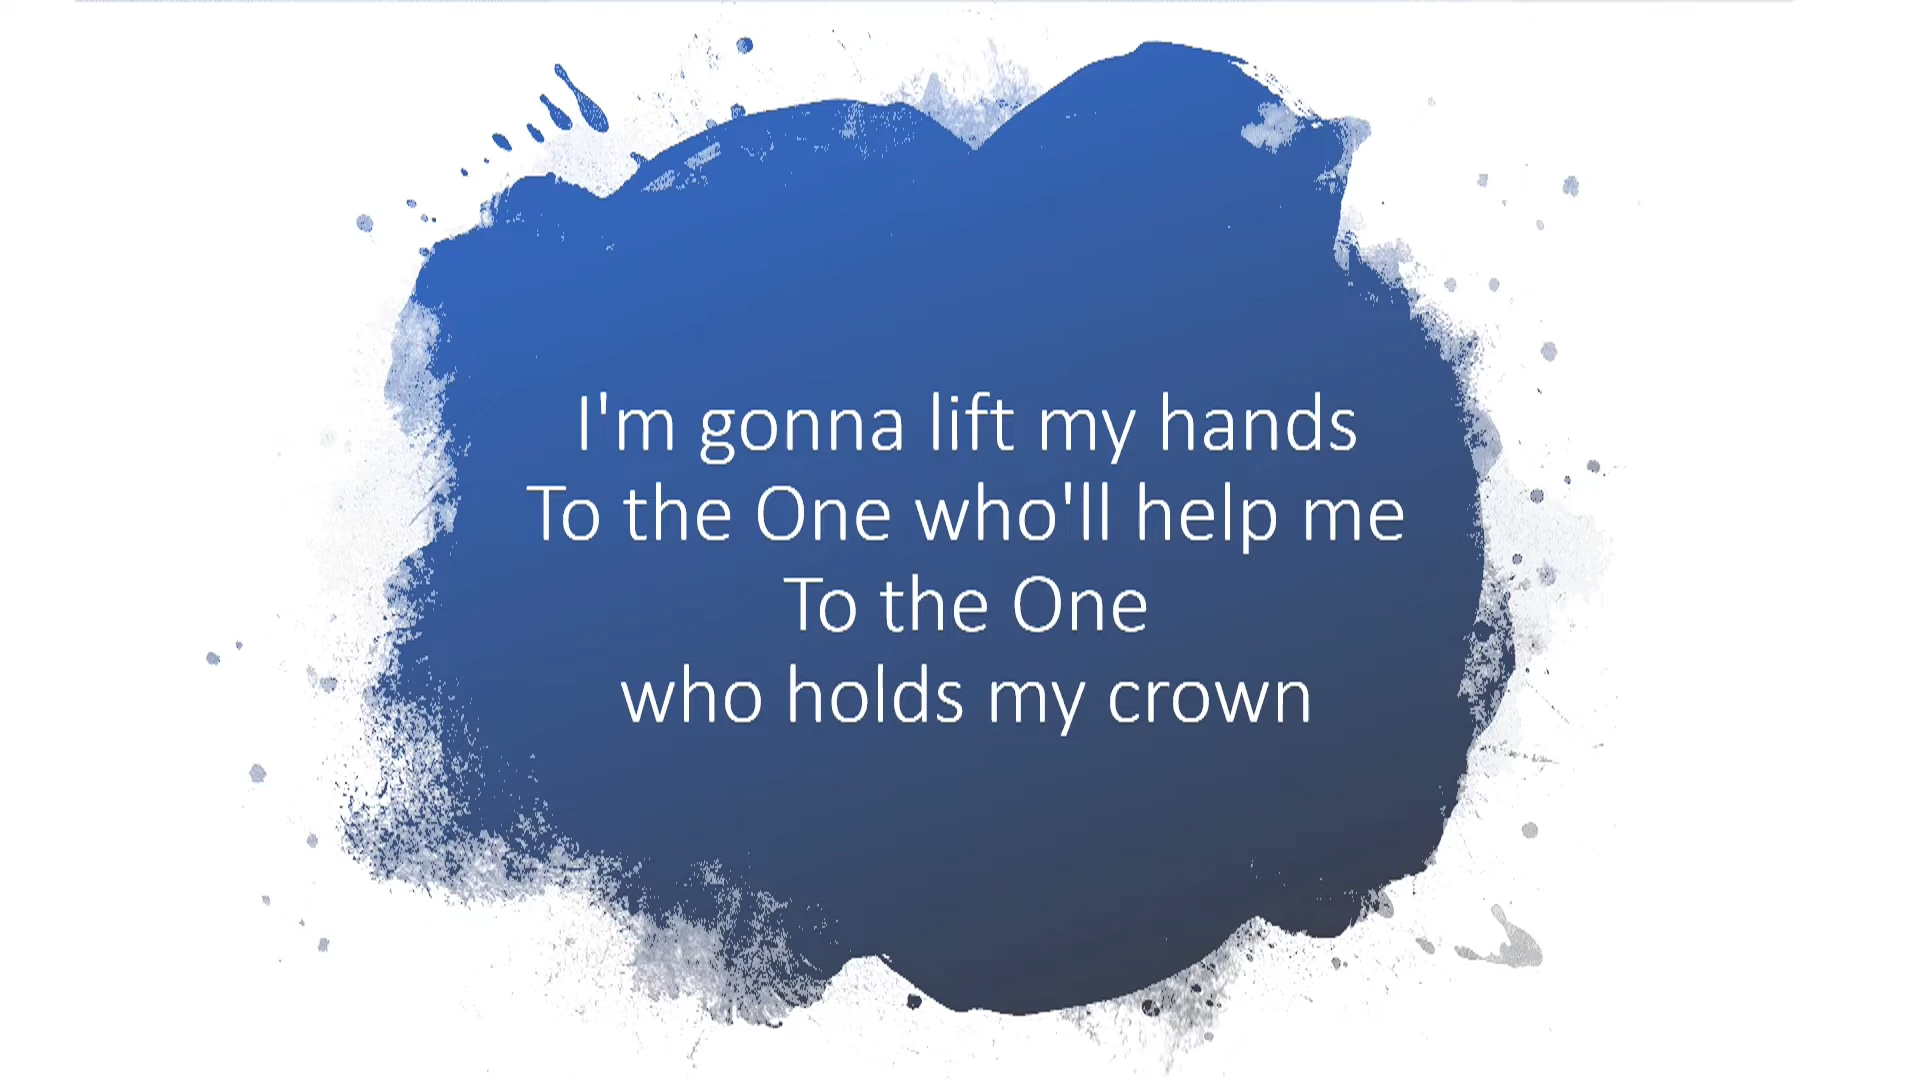 I'm gonna lift my hands
To the One who'll help me
To the One
who holds my crown